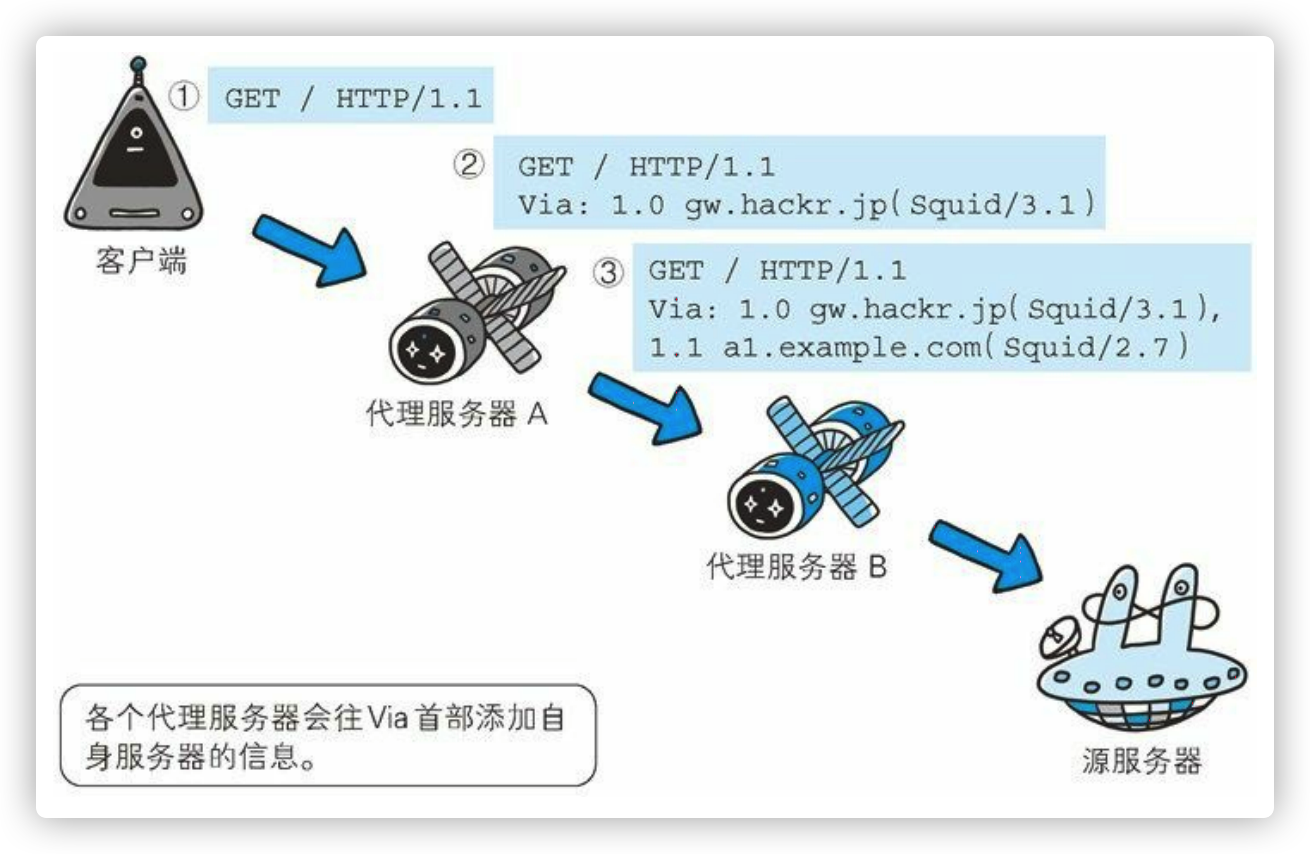 ① GET / HTTP/1.1
② GET / HTTP/1.1
Via: 1.0 gw.hackr.jp(Squid/3.1)
客户端
③ GET / HTTP/1.1
Via: 1.0 gw.hackr.jp(Squid/3.1),
1.1 a1.example.com(Squid/2.7)
代理服务器 A
代理服务器 B
源服务器
各个代理服务器会往Via首部添加自
身服务器的信息。